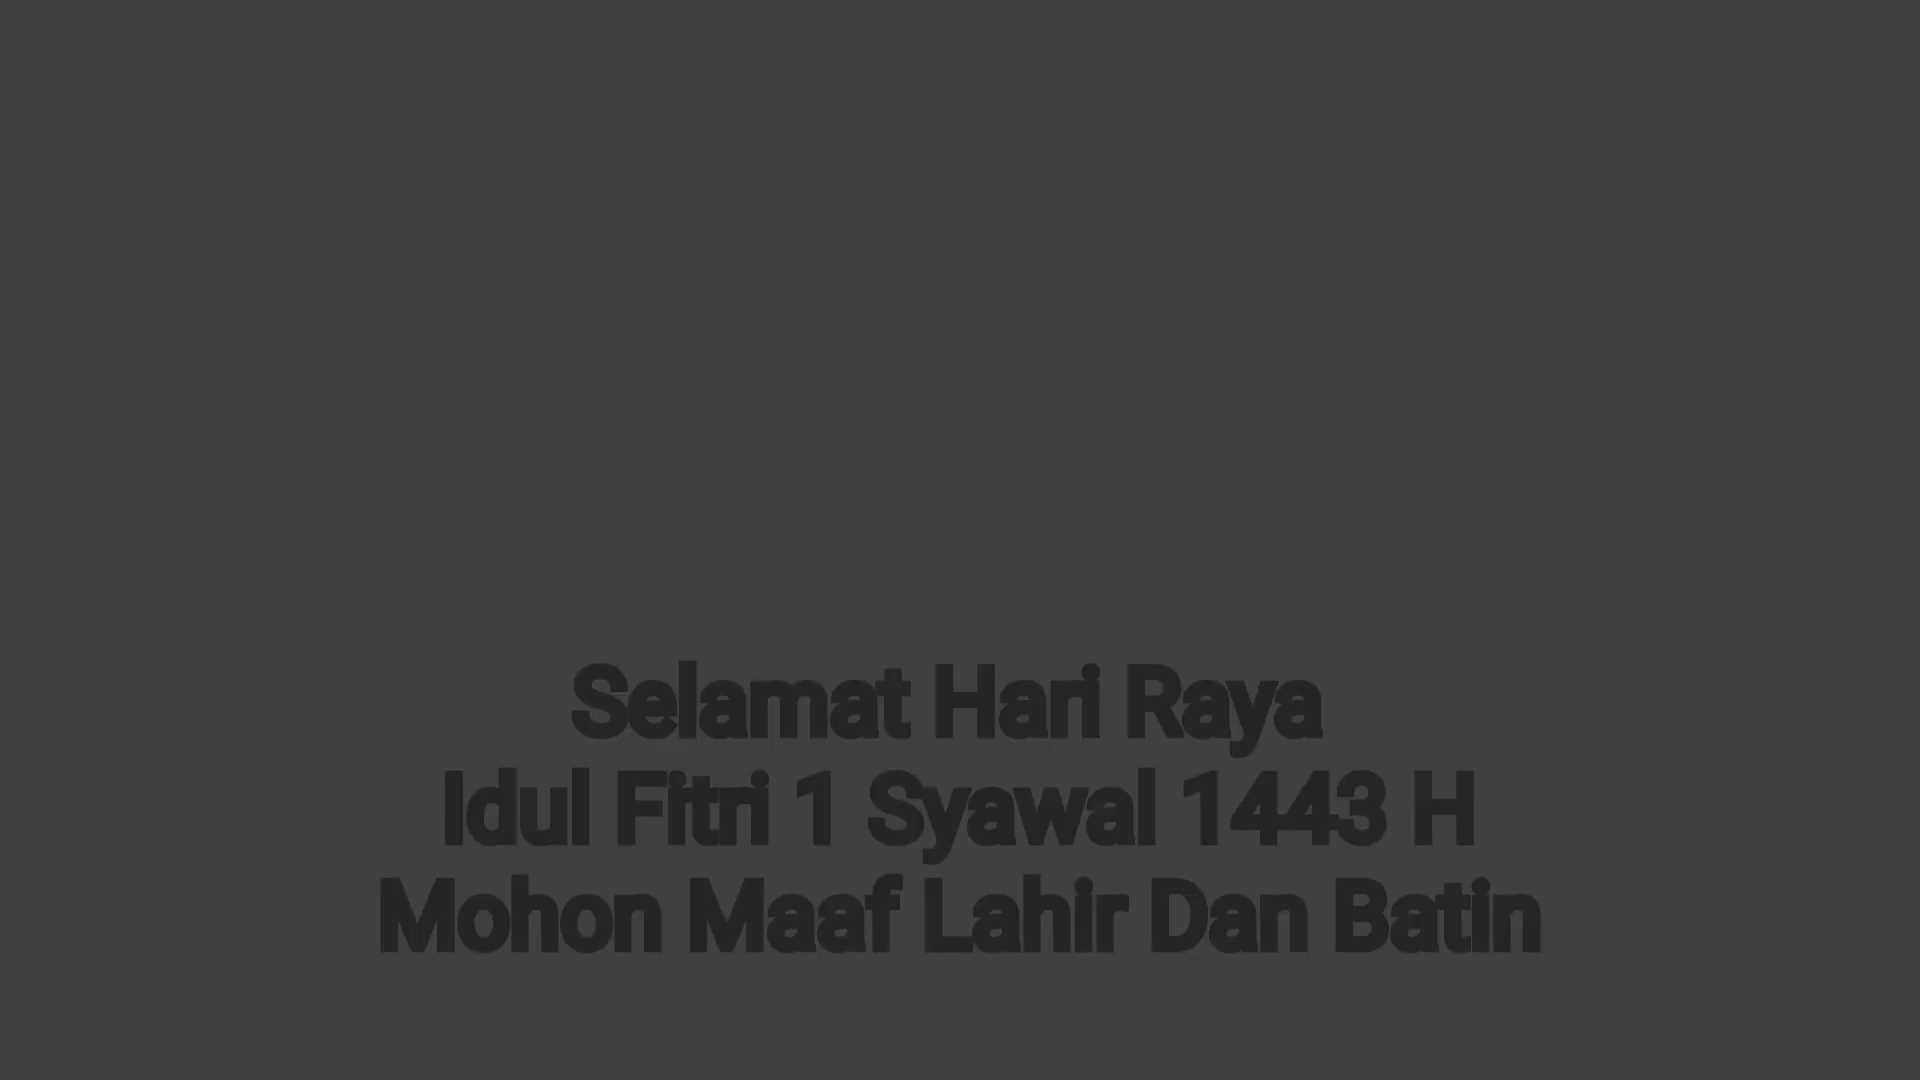 Selamat Hari Raya
Idul Fitri 1 Syawal 1443 H
Mohon Maaf Lahir Dan Batin